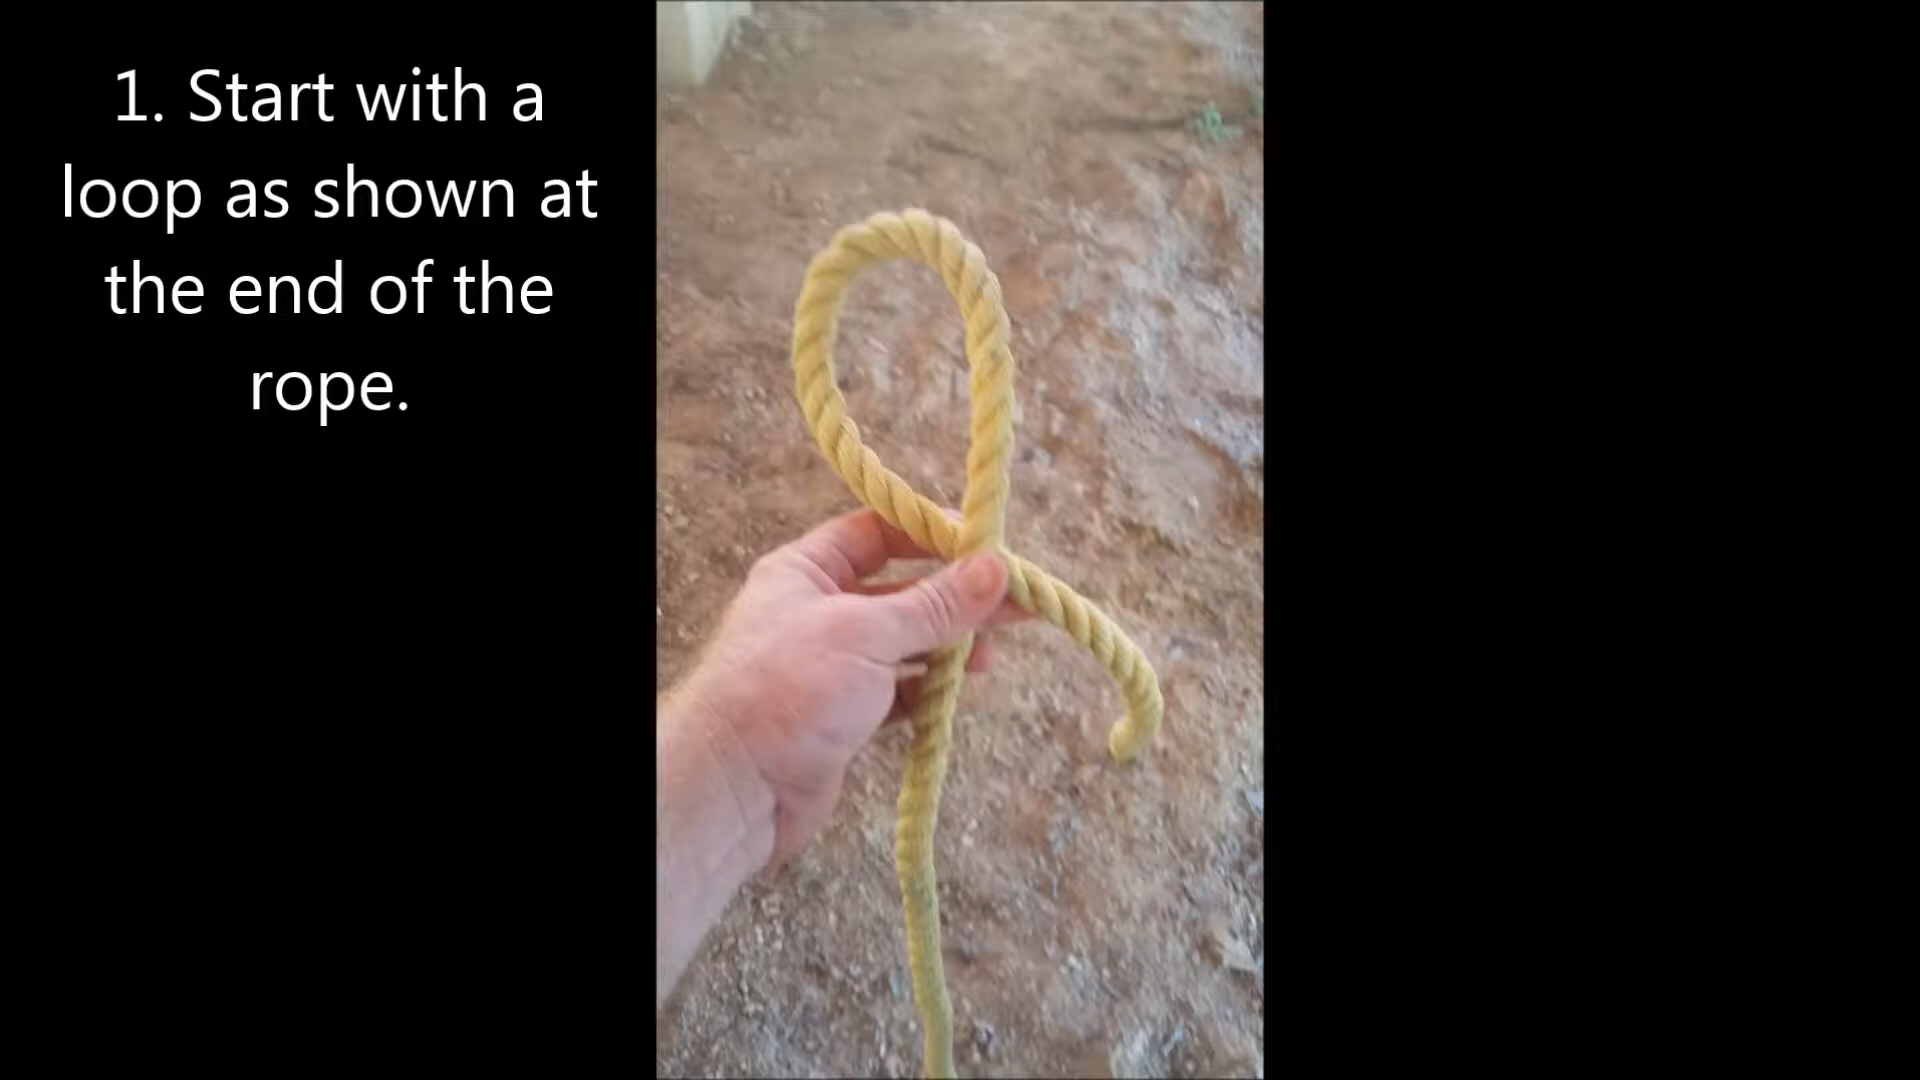 1. Start with a
loop as shown at
the end of the
rope.